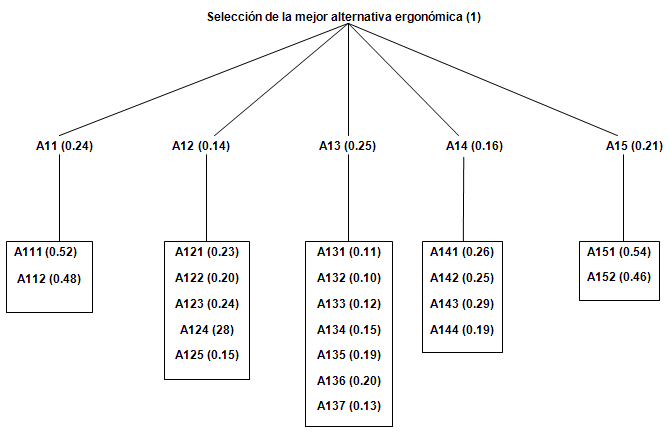 Selección de la mejor alternativa ergonómica (1)
A11 (0.24)
A12 (0.14)
A13 (0.25)
A14 (0.16)
A15 (0.21)
A111 (0.52)
A112 (0.48)
A121 (0.23)
A122 (0.20)
A123 (0.24)
A124 (28)
A125 (0.15)
A131 (0.11)
A132 (0.10)
A133 (0.12)
A134 (0.15)
A135 (0.19)
A136 (0.20)
A137 (0.13)
A141 (0.26)
A142 (0.25)
A143 (0.29)
A144 (0.19)
A151 (0.54)
A152 (0.46)